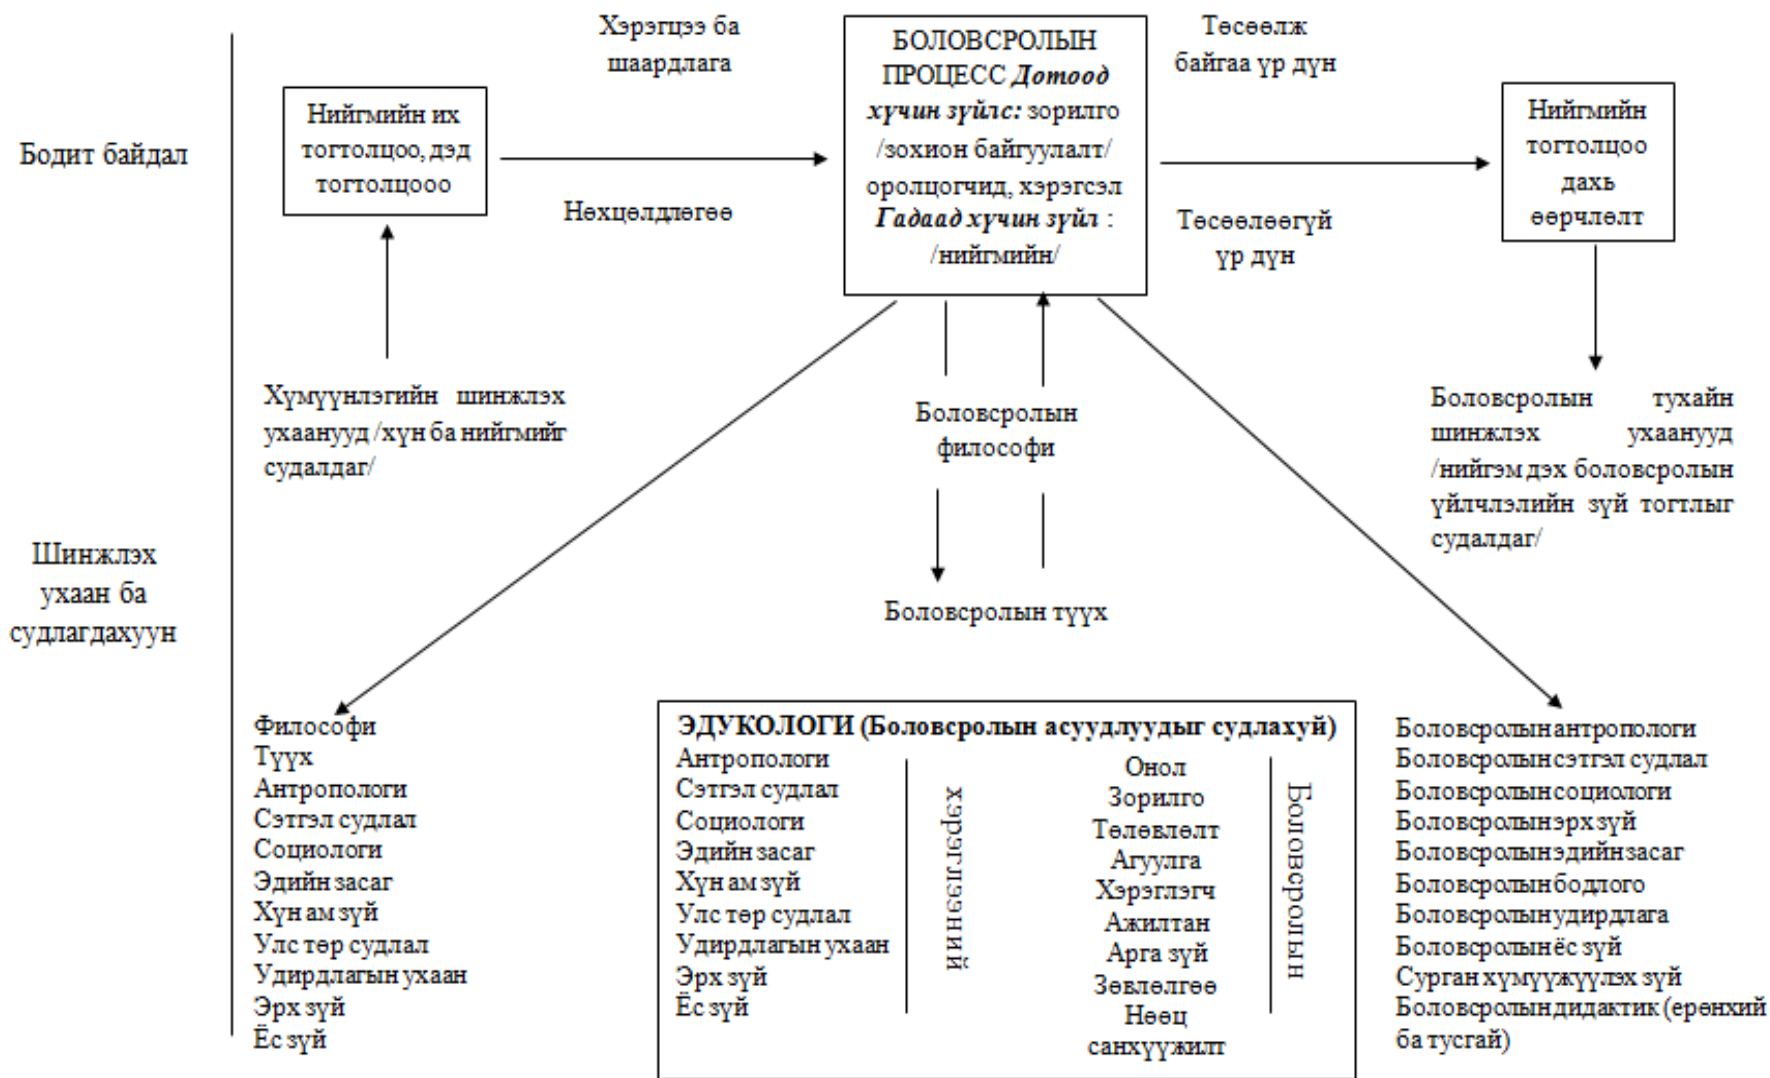 Бодит байдал
Шинжлэх
ухаан ба
судлагдахуун
Нийгмийн их
тогтолцоо, дэд
тогтолцооо
Хэрэгцээ ба
шаардлага
Нөхцөлдлөгөө
БОЛОВСРОЛЫН
ПРОЦЕСС Дотоод
хүчин зүйлс: зорилго
/зохион байгуулалт/
оролцогчид, хэрэгсэл
Гадаад хүчин зүйл :
/нийгмийн/
Төсөөлж
байгаа үр дүн
Төсөөлөөгүй
үр дүн
Нийгмийн
тогтолцоо
дахь
өөрчлөлт
Хүмүүнлэгийн шинжлэх
ухаанууд /хүн ба нийгмийг
судалдаг/
Боловсролын
философи
Боловсролын түүх
Боловсролын тухайн
шинжлэх ухаанууд
/нийгэм дэх боловсролын
үйлчлэлийн зүй тогтлыг
судалдаг/
Философи
Түүх
Антропологи
Сэтгэл судлал
Социологи
Эдийн засаг
Хүн ам зүй
Улс төр судлал
Удирдлагын ухаан
Эрх зүй
Ёс зүй
ЭДУКОЛОГИ (Боловсролын асуудлуудыг судлахуй)
Антропологи
Сэтгэл судлал
Социологи
Эдийн засаг
Хүн ам зүй
Улс төр судлал
Удирдлагын ухаан
Эрх зүй
Ёс зүй
хэрэглээний
Онол
Зорилго
Төлөвлөлт
Агуулга
Хэрэглэгч
Ажилтан
Арга зүй
Зөвлөлгөө
Нөөц
санхүүжилт
Боловсролын
Боловсролын антропологи
Боловсролын сэтгэл судлал
Боловсролын социологи
Боловсролын эрх зүй
Боловсролын эдийн засаг
Боловсролын бодлого
Боловсролын удирдлага
Боловсролын ёс зүй
Сурган хүмүүжүүлэх зүй
Боловсролын дидактик (ерөнхий
ба тусгай)